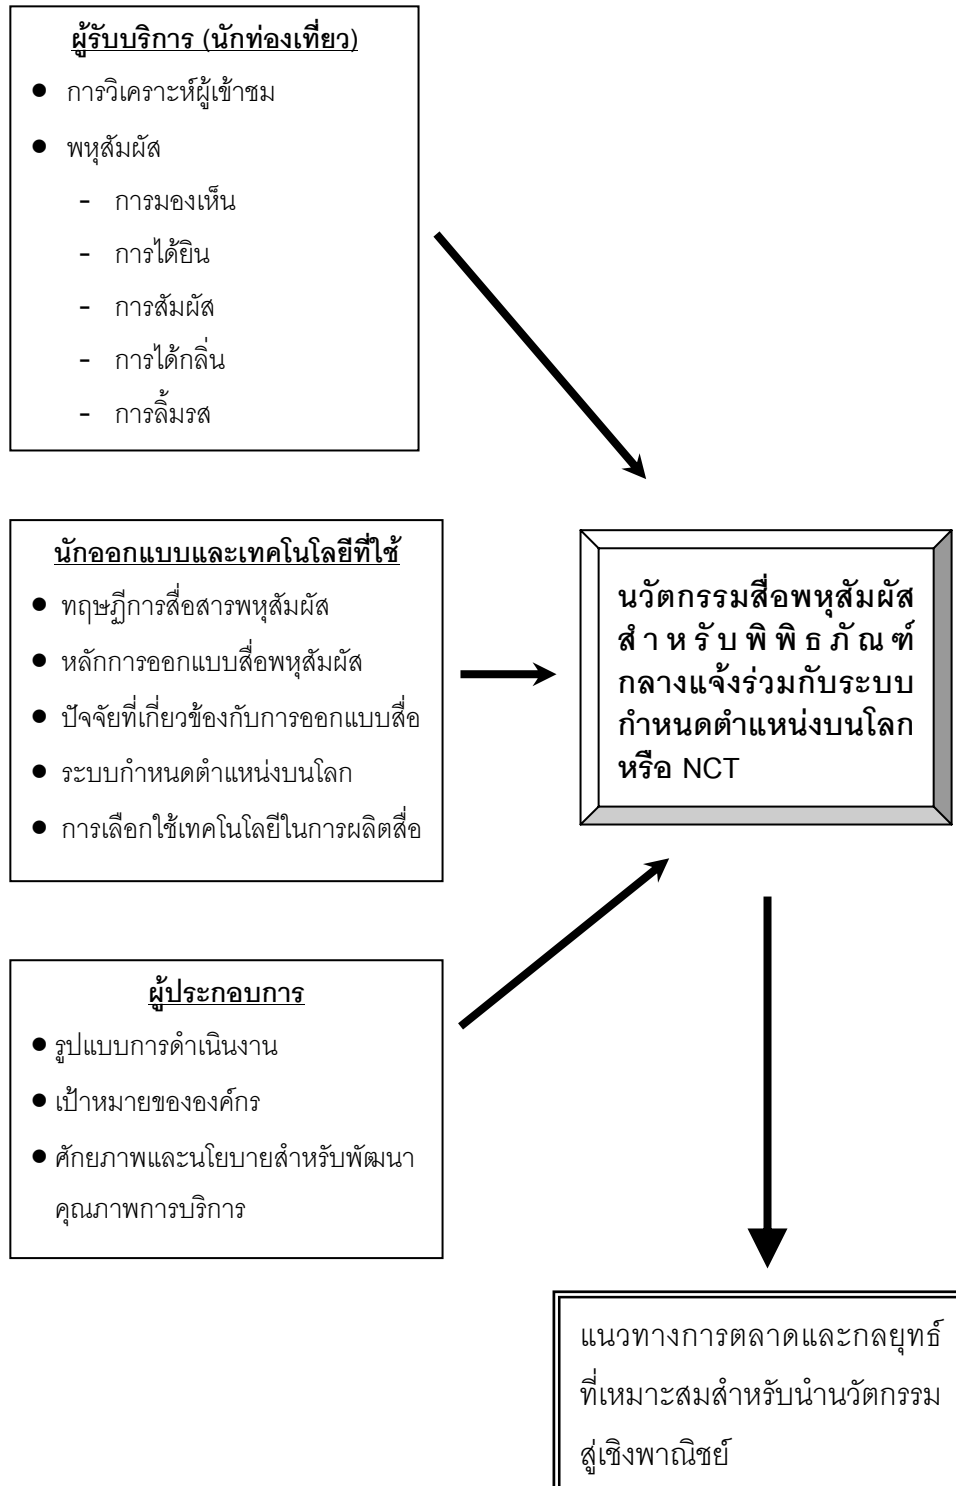 ผู้รับบริการ (นักท่องเที่ยว)
● การวิเคราะห์ผู้เข้าชม
● พหุสัมผัส
- การมองเห็น
- การได้ยิน
- การสัมผัส
- การได้กลิ่น
- การลิ้มรส
นักออกแบบและเทคโนโลยีที่ใช้
● ทฤษฎีการสื่อสารพหุสัมผัส
● หลักการออกแบบสื่อพหุสัมผัส
● ปัจจัยที่เกี่ยวข้องกับการออกแบบสื่อ
● ระบบกำหนดตำแหน่งบนโลก
● การเลือกใช้เทคโนโลยีในการผลิตสื่อ
นวัตกรรมสื่อพหุสัมผัส
สำหรับพิพิธภัณฑ์
กลางแจ้งร่วมกับระบบ
กำหนดตำแหน่งบนโลก
หรือ NCT
ผู้ประกอบการ
● รูปแบบการดำเนินงาน
● เป้าหมายขององค์กร
● ศักยภาพและนโยบายสำหรับพัฒนา
คุณภาพการบริการ
แนวทางการตลาดและกลยุทธ์
ที่เหมาะสมสำหรับนำนวัตกรรม
สู่เชิงพาณิชย์